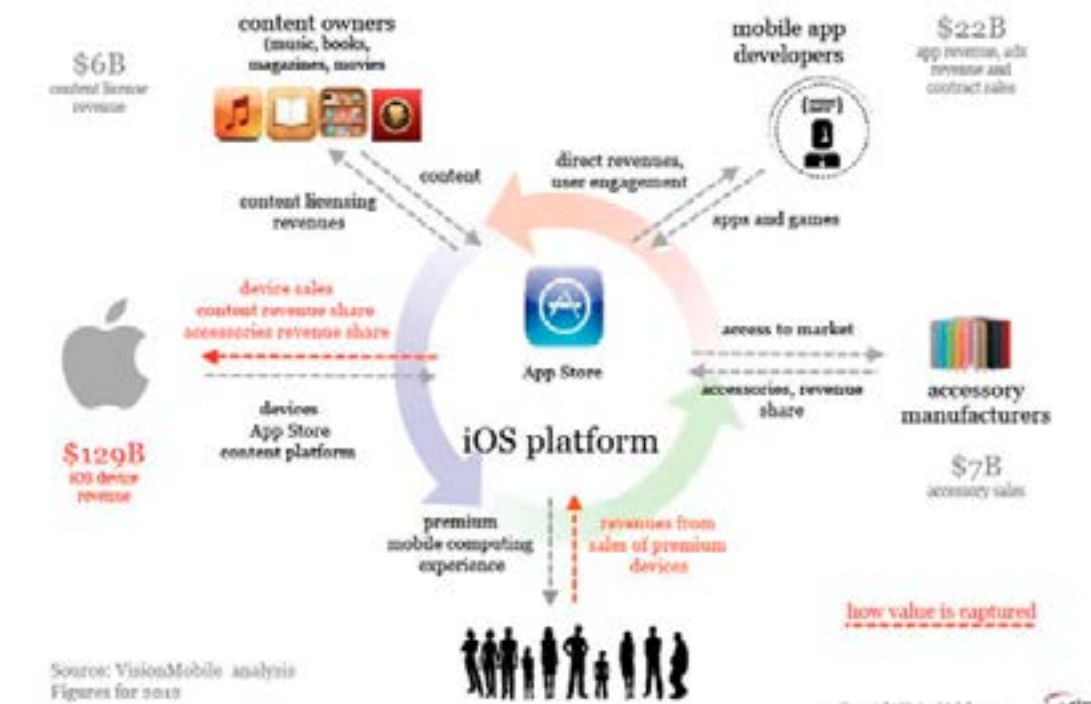 content owners
(music, books,
magazines, movies
$6B
content license
revenue
mobile app
developers
$22B
app revenue, ads
revenue and
contract sales
content
content licensing
revenues
direct revenues,
user engagement
apps and games
device sales
content revenue share
accessories revenue share
devices
App Store
content platform
$129B
iOS device
revenue
App Store
iOS platform
access to market
accessories, revenue
share
accessory
manufacturers
$7B
accessory sales
premium
mobile computing
experience
revenues from
sales of premium
devices
how value is captured
Source: VisionMobile analysis
Figures for 2012